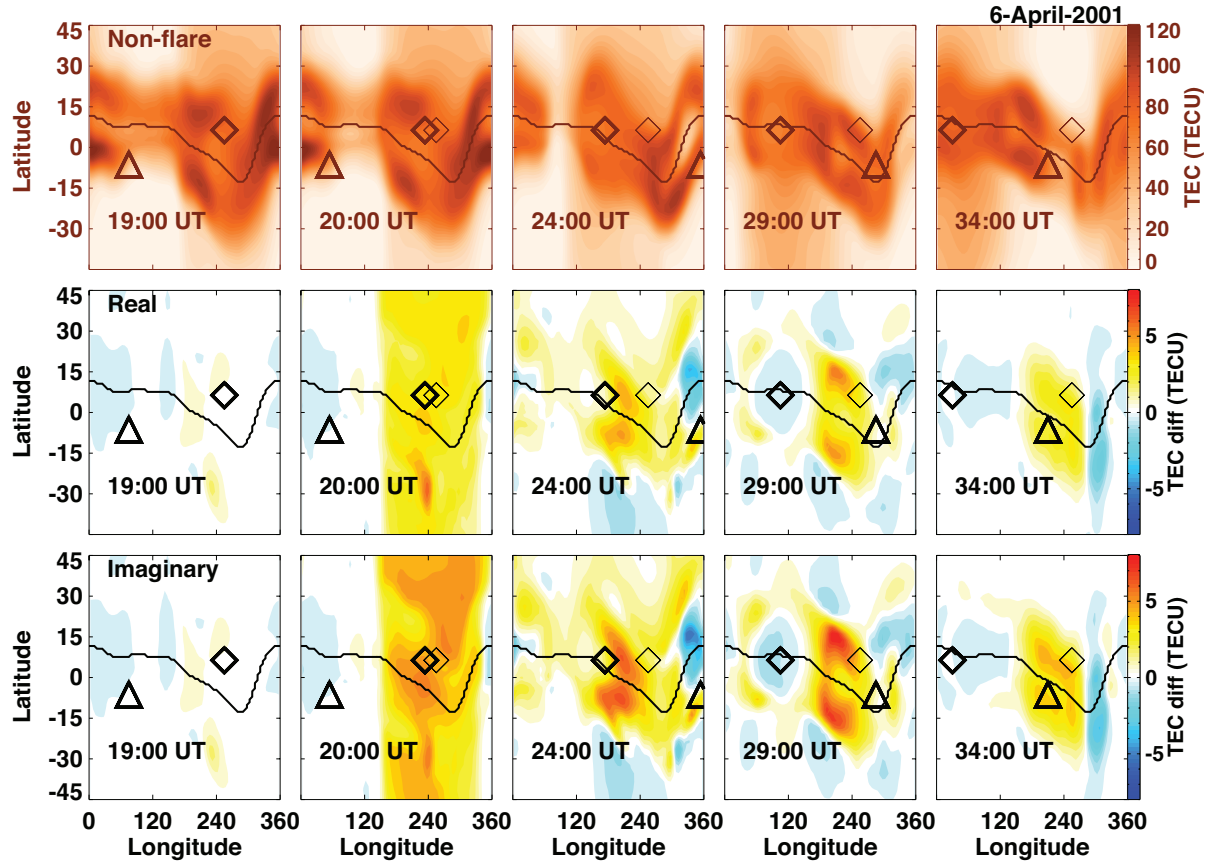 6-April-2001
45
30
15
0
-15
-30
Latitude
Non-flare
19:00 UT
20:00 UT
24:00 UT
29:00 UT
34:00 UT
120
100
80
60
40
20
0
TEC (TECU)
45
30
15
0
-15
-30
Latitude
Real
19:00 UT
20:00 UT
24:00 UT
29:00 UT
34:00 UT
5
0
-5
TEC diff (TECU)
45
30
15
0
-15
-30
-45
Latitude
Imaginary
19:00 UT
20:00 UT
24:00 UT
29:00 UT
34:00 UT
5
0
-5
TEC diff (TECU)
0 120 240 360 120 240 360 120 240 360 120 240 360 120 240 360
Longitude Longitude Longitude Longitude Longitude